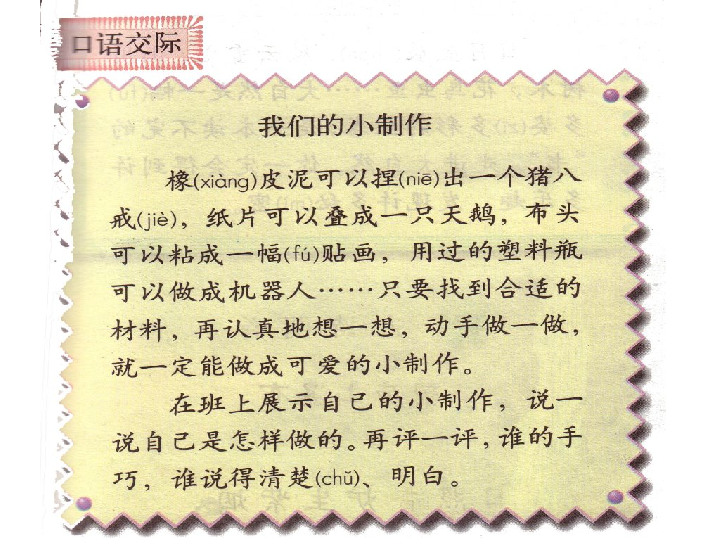 口语交际
我们的小制作
橡(xiàng)皮泥可以捏(niē)出一个猪八
戒(jiè)，纸片可以叠成一只天鹅，布头
可以粘成一幅(fú)贴画，用过的塑料瓶
可以做成机器人……只要找到合适的
材料，再认真地想一想，动手做一做，
就一定能做成可爱的小制作。
在班上展示自己的小制作，说一
说自己是怎样做的。再评一评，谁的手
巧，谁说得清楚(chǔ)、明白。